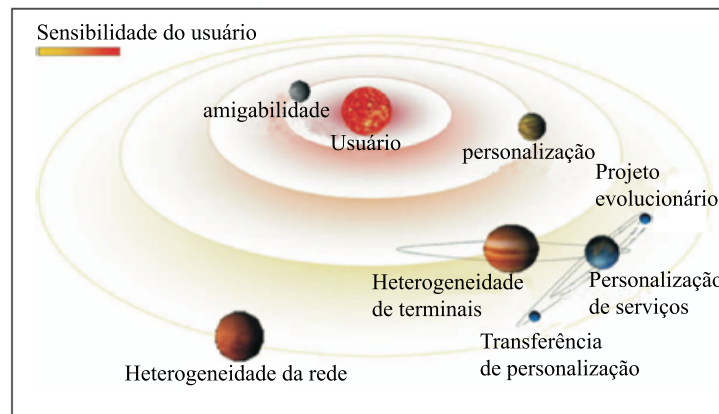 Sensibilidade do usuário
amigabilidade
Usuário
personalização
Projeto
evolucionário
Heterogeneidade
de terminais
Personalização
de serviços
Transferência
de personalização
Heterogeneidade da rede